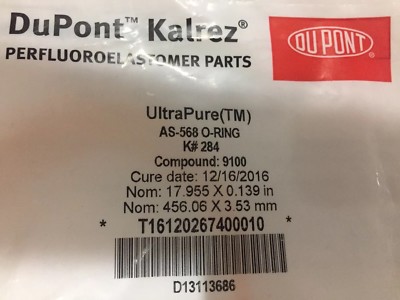 DuPont™ Kalrez®
PERFLUOROELASTOMER PARTS
DU PONT
UltraPure(TM)
AS-568 O-RING
K# 284
Compound: 9100
Cure date: 12/16/2016
Nom: 17.955 X 0.139 in
Nom: 456.06 X 3.53 mm
* T16120267400010 *
D13113686